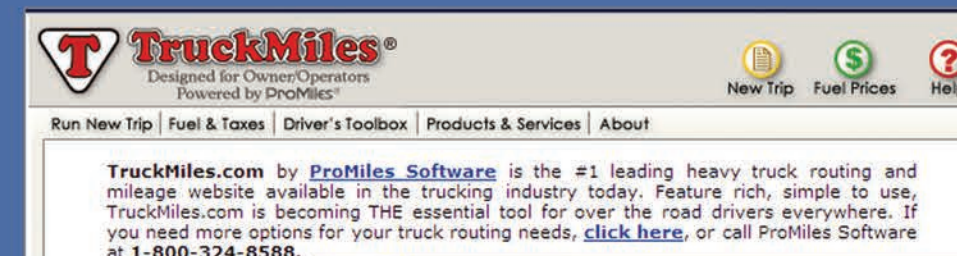 T TruckMiles®
Designed for Owner/Operators
Powered by ProMiles®
New Trip Fuel Prices Help
Run New Trip | Fuel & Taxes | Driver's Toolbox | Products & Services | About
TruckMiles.com by ProMiles Software is the #1 leading heavy truck routing and
mileage website available in the trucking industry today. Feature rich, simple to use,
TruckMiles.com is becoming THE essential tool for over the road drivers everywhere. If
you need more options for your truck routing needs, click here, or call ProMiles Software
at 1-800-324-8588.